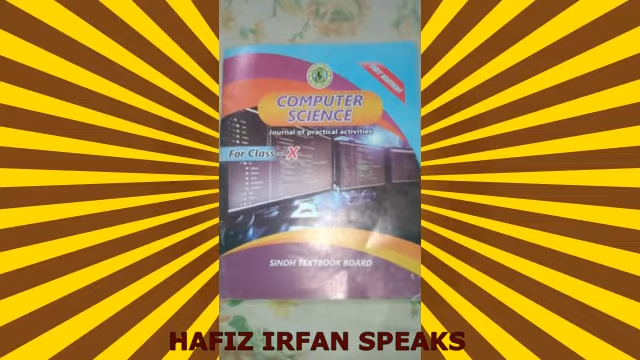 COMPUTER
SCIENCE
Journal of practical activities
For Class - X
SINDH TEXTBOOK BOARD
HAFIZ IRFAN SPEAKS